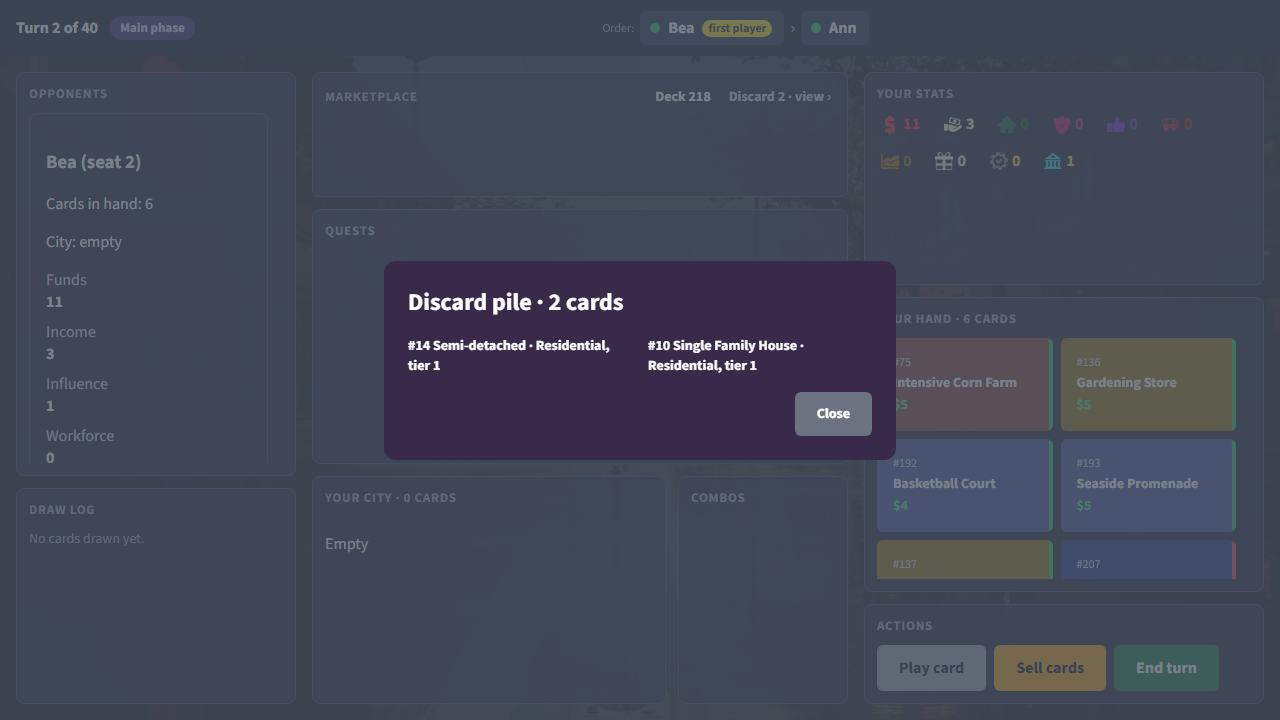 Turn 2 of 40
Main phase
Order:
Bea
first player
›
Ann
OPPONENTS
Bea (seat 2)
Cards in hand: 6
City: empty
Funds
11
Income
3
Influence
1
Workforce
0
DRAW LOG
No cards drawn yet.
MARKETPLACE
Deck 218
Discard 2 · view ›
QUESTS
Discard pile · 2 cards
#14 Semi-detached · Residential,
tier 1
#10 Single Family House ·
Residential, tier 1
Close
YOUR CITY · 0 CARDS
Empty
COMBOS
YOUR STATS
11
3
0
0
0
0
0
0
0
1
UR HAND · 6 CARDS
#75
Intensive Corn Farm
$5
#136
Gardening Store
$5
#192
Basketball Court
$4
#193
Seaside Promenade
$5
#137
#207
ACTIONS
Play card
Sell cards
End turn